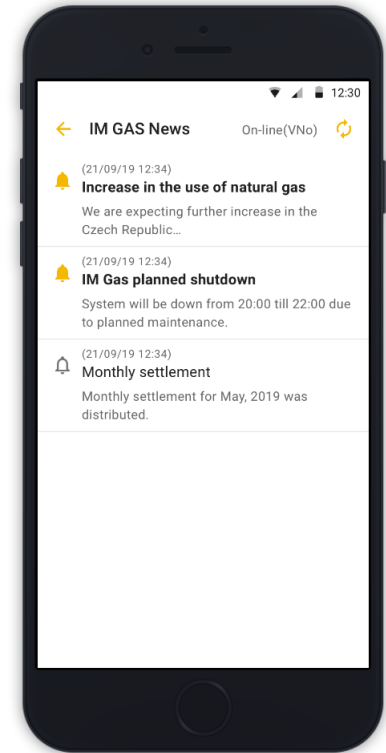 12:30
IM GAS News
On-line(VNo)
(21/09/19 12:34)
Increase in the use of natural gas
We are expecting further increase in the
Czech Republic...
(21/09/19 12:34)
IM Gas planned shutdown
System will be down from 20:00 till 22:00 due
to planned maintenance.
(21/09/19 12:34)
Monthly settlement
Monthly settlement for May, 2019 was
distributed.